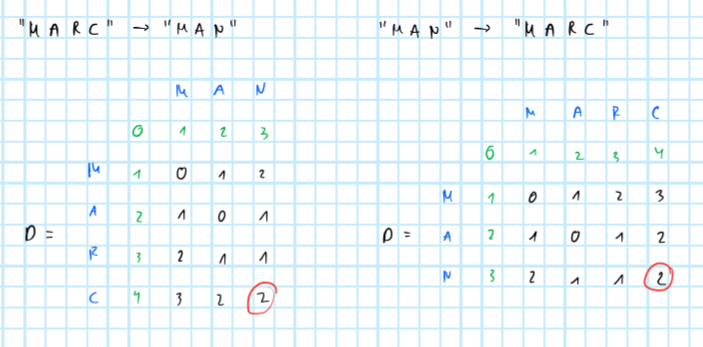 "MARC" → "MAN"
"MAN" → "MARC"
M A N
0 1 2 3
M 1 0 1 2
A 2 1 0 1
D =
R 3 2 1 1
C 4 3 2 2
M A R C
0 1 2 3 4
M 1 0 1 2 3
D = A 2 1 0 1 2
N 3 2 1 1 2